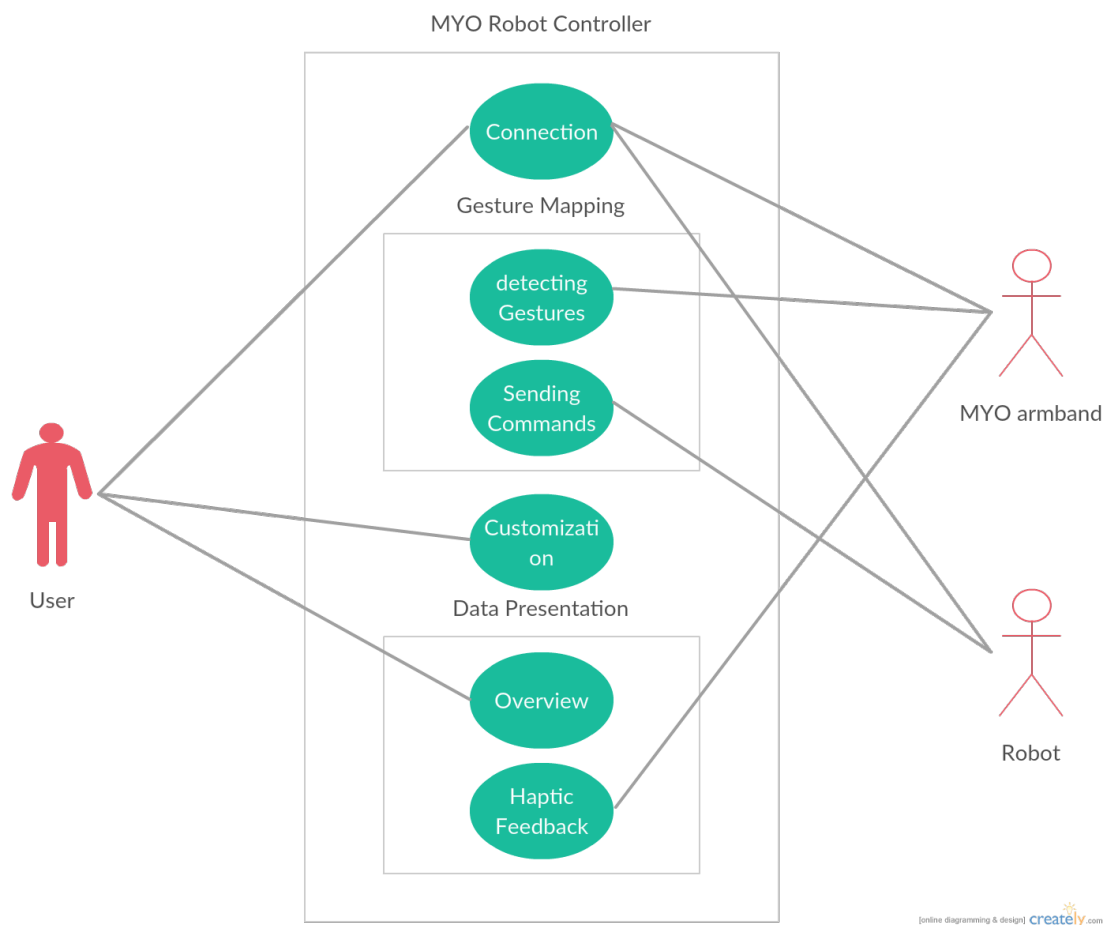 MYO Robot Controller
Connection
Gesture Mapping
detecting
Gestures
Sending
Commands
MYO armband
Customizati
on
User
Data Presentation
Overview
Robot
Haptic
Feedback
[online diagramming & design] creately.com